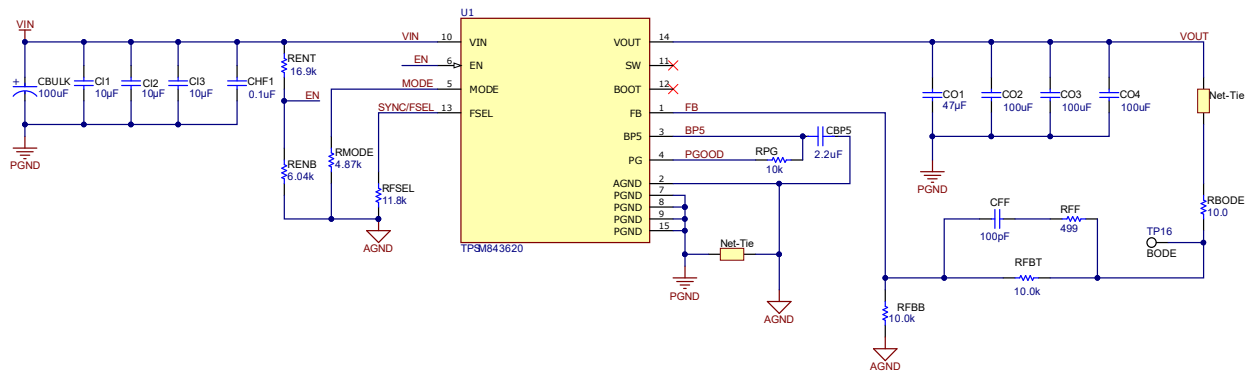 VIN
CBULK
100uF
CI1
10µF
CI2
10µF
CI3
10µF
CHF1
0.1uF
PGND
RENT
16.9k
EN
RENB
6.04k
RMODE
4.87k
RFSEL
11.8k
AGND
VIN
EN
MODE
SYNC/FSEL
U1
10 VIN
6 EN
5 MODE
13 FSEL
VOUT 14
SW 11
BOOT 12
FB 1
BP5 3
PG 4
AGND 2
PGND 7
PGND 8
PGND 9
PGND 15
TPSM843620
FB
BP5
PGOOD
CBP5
2.2uF
RPG
10k
Net-Tie
PGND
AGND
VOUT
CO1
47µF
CO2
100uF
CO3
100uF
CO4
100uF
PGND
Net-Tie
RBODE
10.0
TP16
BODE
CFF
100pF
RFF
499
RFBT
10.0k
RFBB
10.0k
AGND